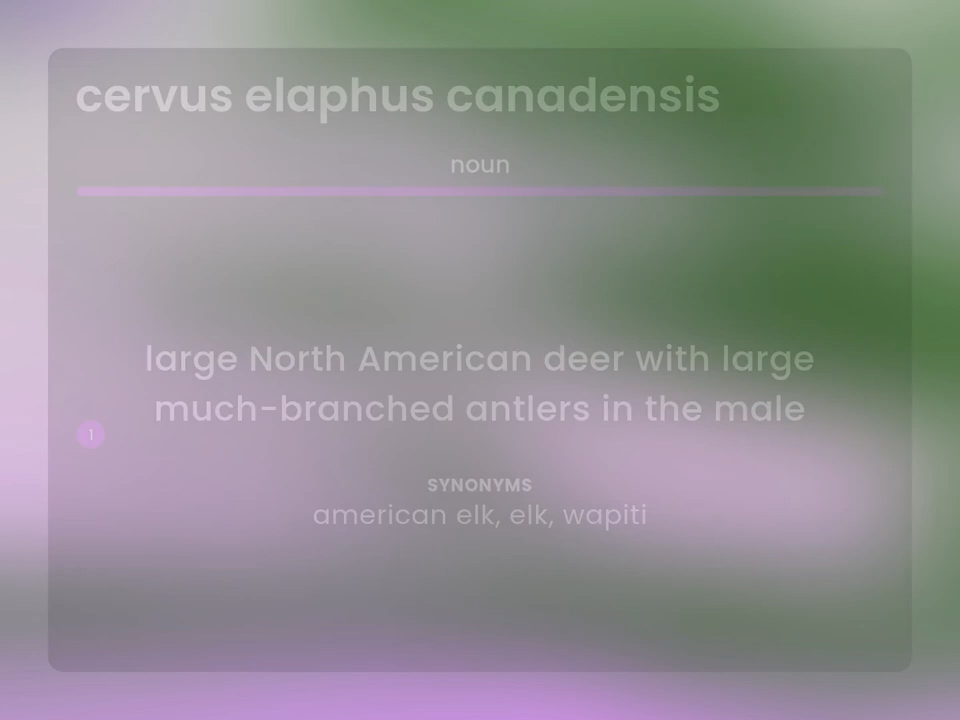 cervus elaphus canadensis
noun
large North American deer with large
much-branched antlers in the male
1
SYNONYMS
american elk, elk, wapiti